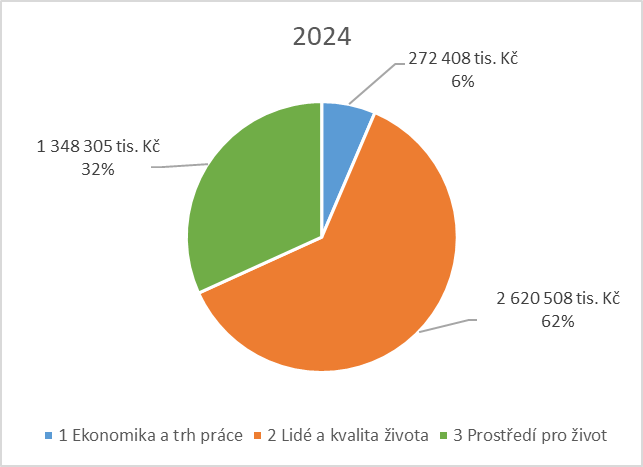 2024
272 408 tis. Kč
6%
1 348 305 tis. Kč
32%
2 620 508 tis. Kč
62%
1 Ekonomika a trh práce 2 Lidé a kvalita života 3 Prostředí pro život